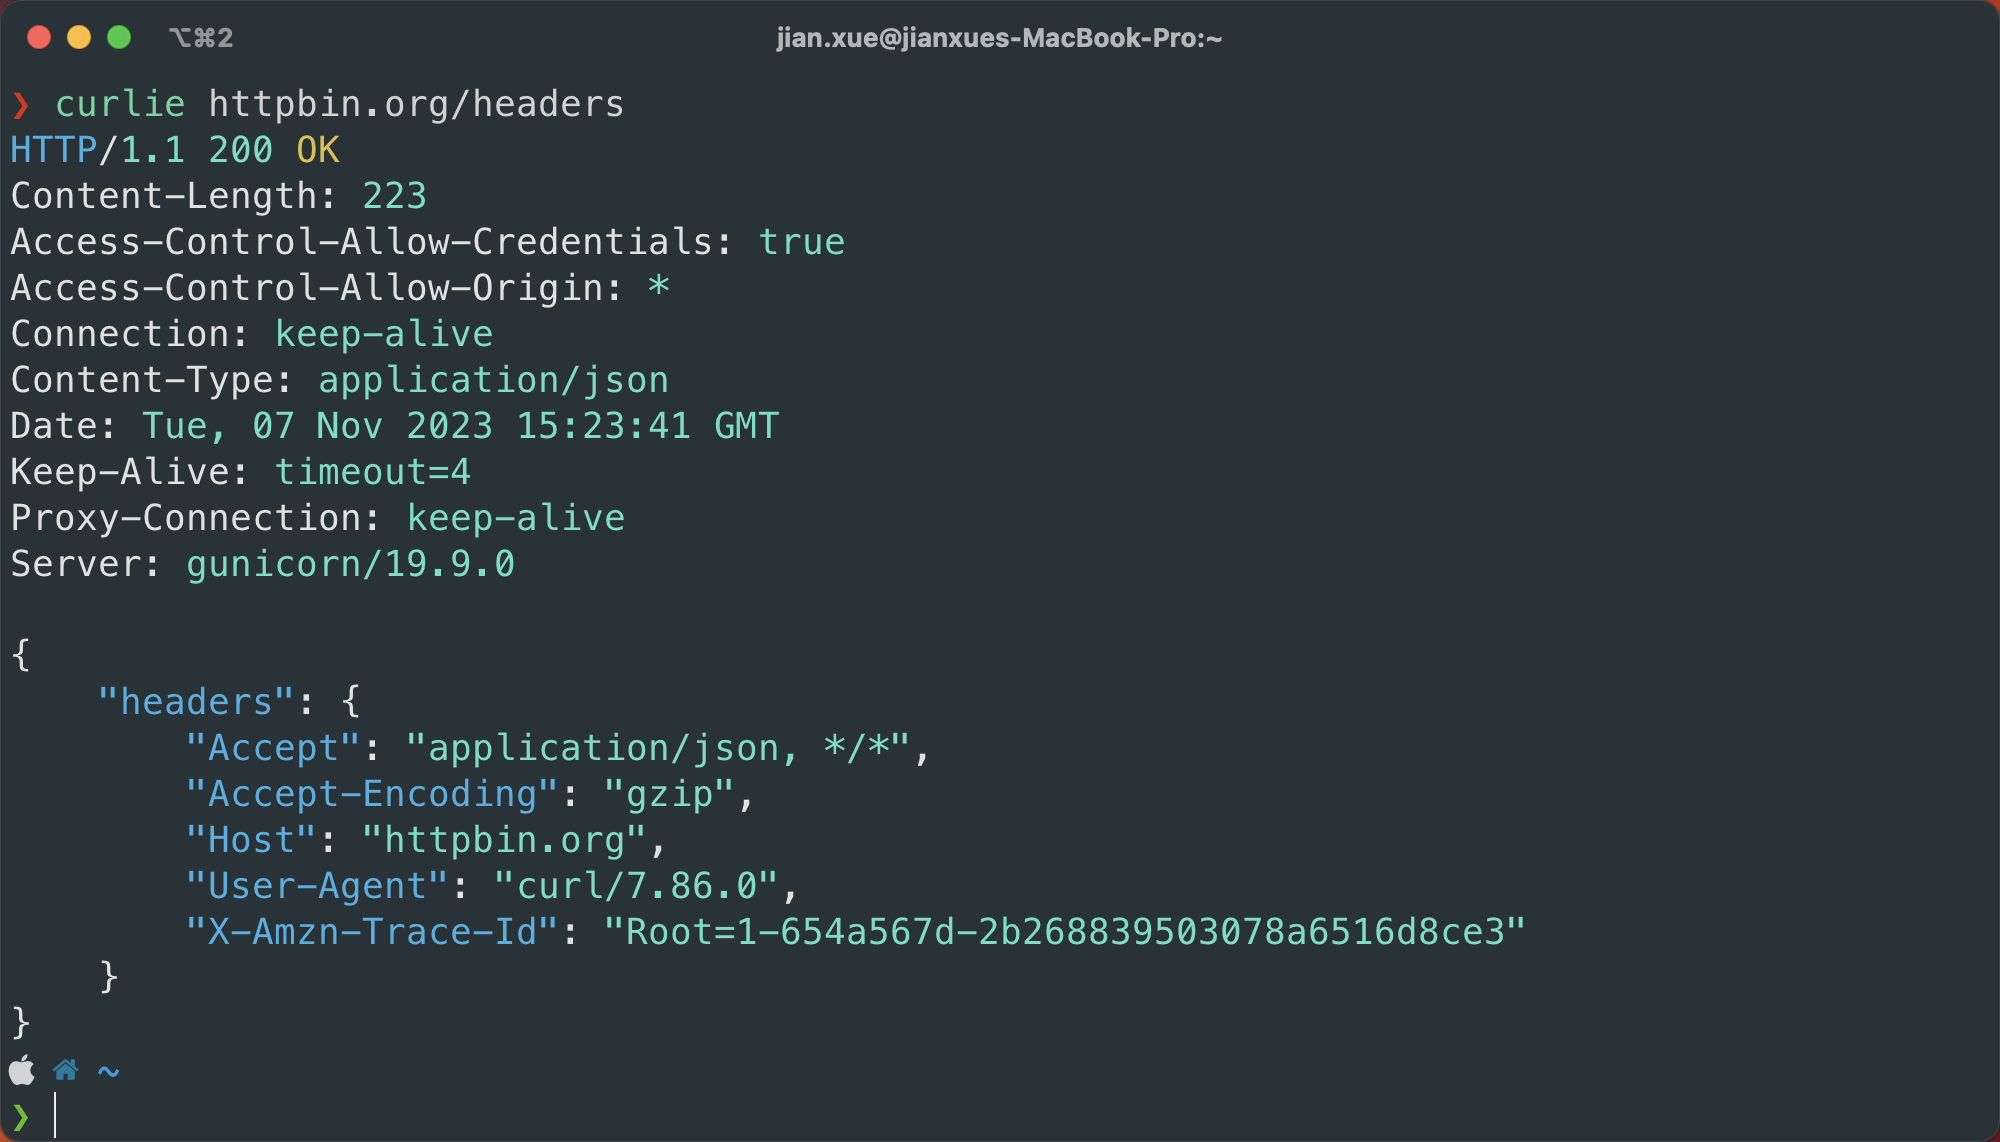 ⌥⌘2
jian.xue@jianxues-MacBook-Pro:~
❯ curlie httpbin.org/headers
HTTP/1.1 200 OK
Content-Length: 223
Access-Control-Allow-Credentials: true
Access-Control-Allow-Origin: *
Connection: keep-alive
Content-Type: application/json
Date: Tue, 07 Nov 2023 15:23:41 GMT
Keep-Alive: timeout=4
Proxy-Connection: keep-alive
Server: gunicorn/19.9.0
{
    "headers": {
        "Accept": "application/json, */*",
        "Accept-Encoding": "gzip",
        "Host": "httpbin.org",
        "User-Agent": "curl/7.86.0",
        "X-Amzn-Trace-Id": "Root=1-654a567d-2b268839503078a6516d8ce3"
    }
}
~
❯